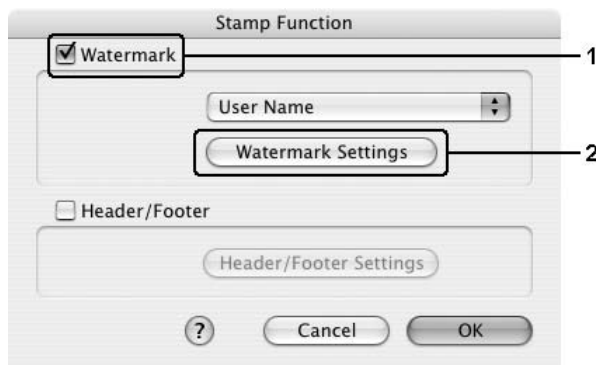 Stamp Function
Watermark
1
User Name
Watermark Settings
2
Header/Footer
Header/Footer Settings
?
Cancel
OK